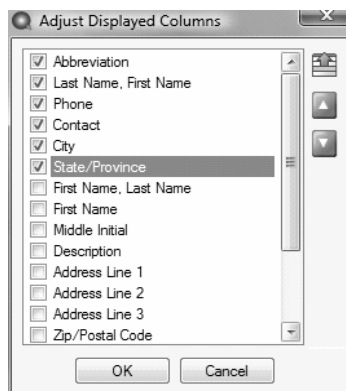 Adjust Displayed Columns
Abbreviation
Last Name, First Name
Phone
Contact
City
State/Province
First Name, Last Name
First Name
Middle Initial
Description
Address Line 1
Address Line 2
Address Line 3
Zip/Postal Code
OK Cancel